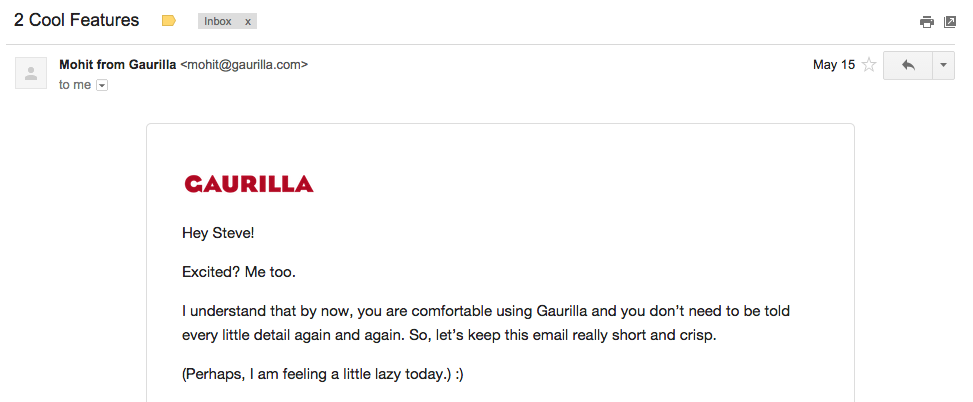 2 Cool Features
Inbox x
Mohit from Gaurilla <mohit@gaurilla.com>
May 15
to me
GAURILLA
Hey Steve!
Excited? Me too.
I understand that by now, you are comfortable using Gaurilla and you don’t need to be told
every little detail again and again. So, let’s keep this email really short and crisp.
(Perhaps, I am feeling a little lazy today.) :)